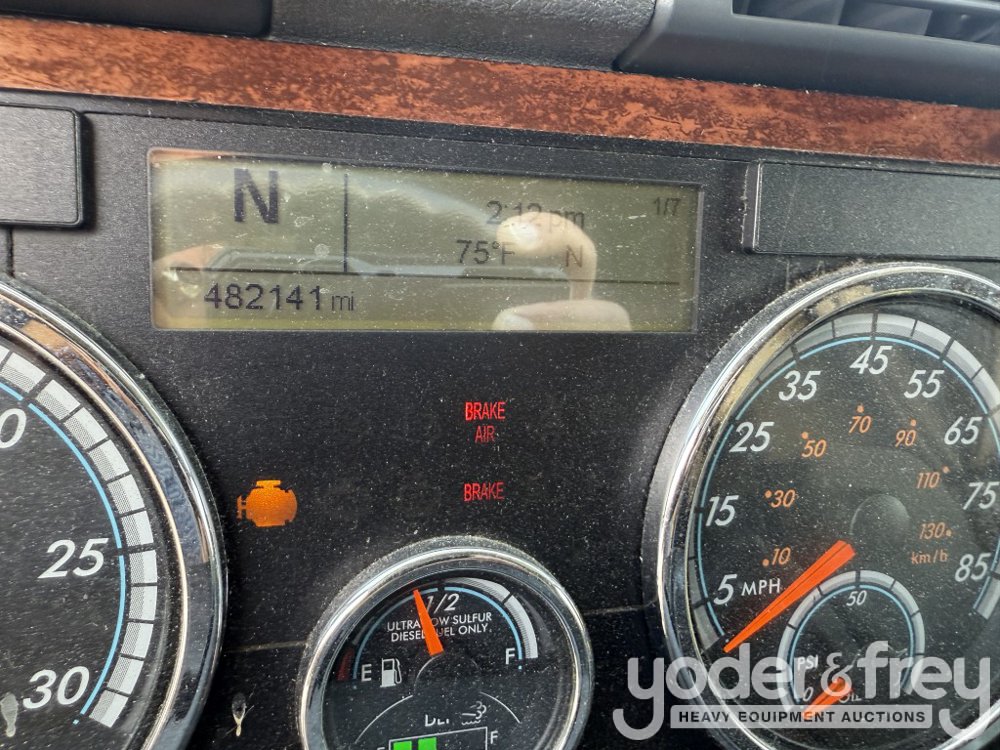 N
2:12 pm 1/7
75°F N
482141 mi
BRAKE
AIR
BRAKE
25
30
1/2
ULTRA LOW SULFUR
DIESEL FUEL ONLY.
E F
DEF
F
5 15 25 35 45 55 65 75 85
MPH
10 30 50 70 90 110 130
km/h
50
PSI
0
OIL
yoder&frey
HEAVY EQUIPMENT AUCTIONS